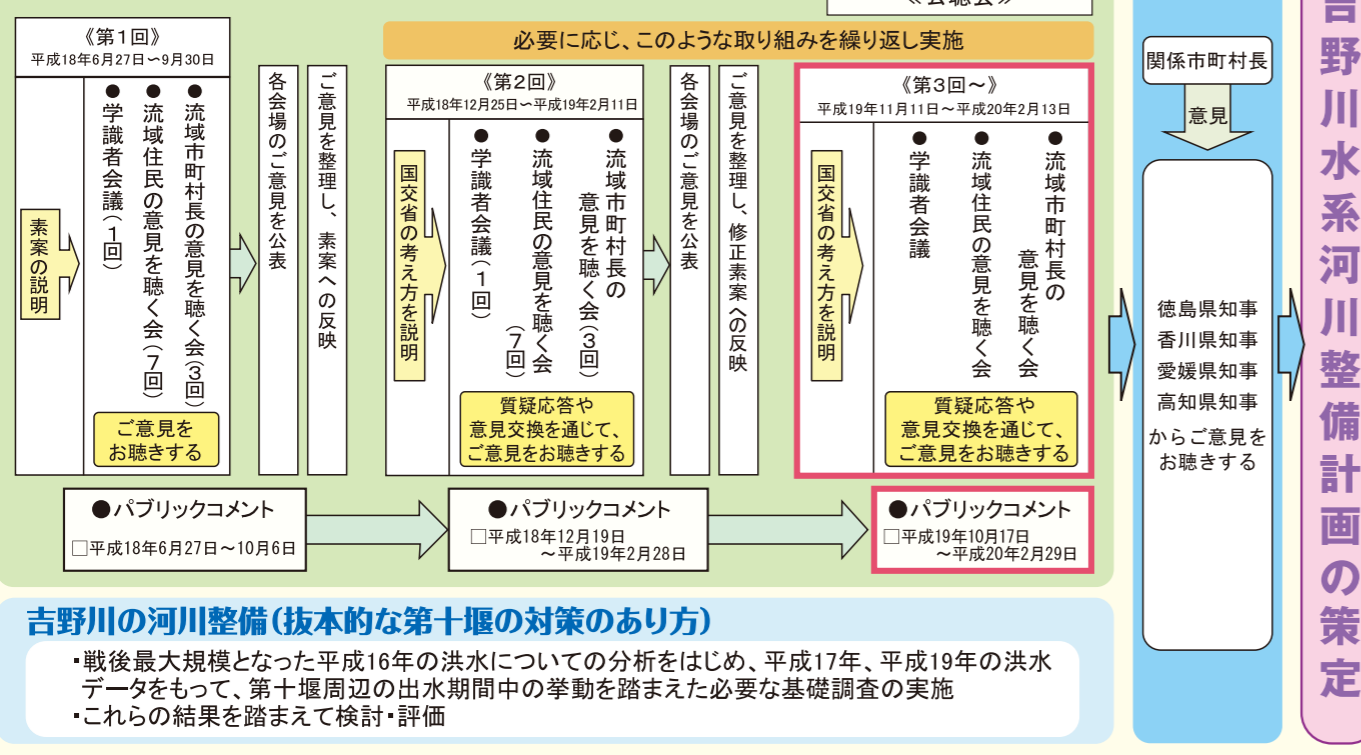 《公聴会》
必要に応じ、このような取り組みを繰り返し実施
《第1回》
平成18年6月27日〜9月30日
素案の説明
●流域市町村長の意見を聴く会(3回)
●流域住民の意見を聴く会(7回)
●学識者会議(1回)
ご意見を
お聴きする
各会場のご意見を公表
ご意見を整理し、素案への反映
《第2回》
平成18年12月25日〜平成19年2月11日
国交省の考え方を説明
●流域市町村長の
意見を聴く会(3回)
●流域住民の意見を聴く会
(7回)
●学識者会議(1回)
質疑応答や
意見交換を通じて、
ご意見をお聴きする
各会場のご意見を公表
ご意見を整理し、修正素案への反映
《第3回〜》
平成19年11月11日〜平成20年2月13日
国交省の考え方を説明
●流域市町村長の
意見を聴く会
●流域住民の意見を聴く会
●学識者会議
質疑応答や
意見交換を通じて、
ご意見をお聴きする
●パブリックコメント
□平成18年6月27日〜10月6日
●パブリックコメント
□平成18年12月19日
〜平成19年2月28日
●パブリックコメント
□平成19年10月17日
〜平成20年2月29日
関係市町村長
意見
徳島県知事
香川県知事
愛媛県知事
高知県知事
からご意見を
お聴きする
吉野川水系河川整備計画の策定
吉野川の河川整備(抜本的な第十堰の対策のあり方)
・戦後最大規模となった平成16年の洪水についての分析をはじめ、平成17年、平成19年の洪水
データをもって、第十堰周辺の出水期間中の挙動を踏まえた必要な基礎調査の実施
・これらの結果を踏まえて検討・評価